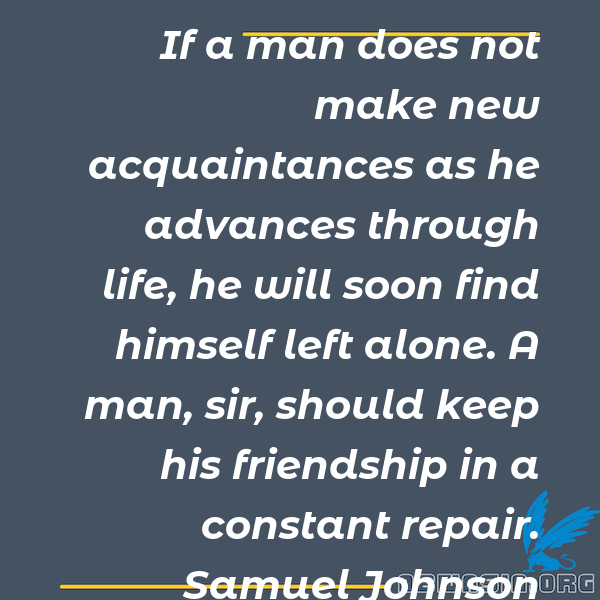 If a man does not
make new
acquaintances as he
advances through
life, he will soon find
himself left alone. A
man, sir, should keep
his friendship in a
constant repair.
Samuel Johnson